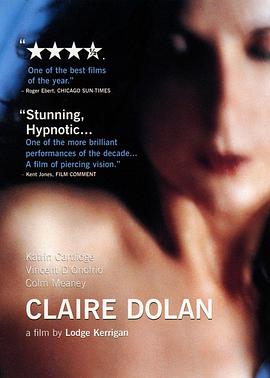 “★★★½
One of the best films
of the year.”
– Roger Ebert, CHICAGO SUN-TIMES
“Stunning,
Hypnotic...
One of the more brilliant
performances of the decade...
A film of piercing vision.”
– Kent Jones, FILM COMMENT
Katrin Cartlidge
Vincent D'Onofrio
Colm Meaney
CLAIRE DOLAN
a film by Lodge Kerrigan